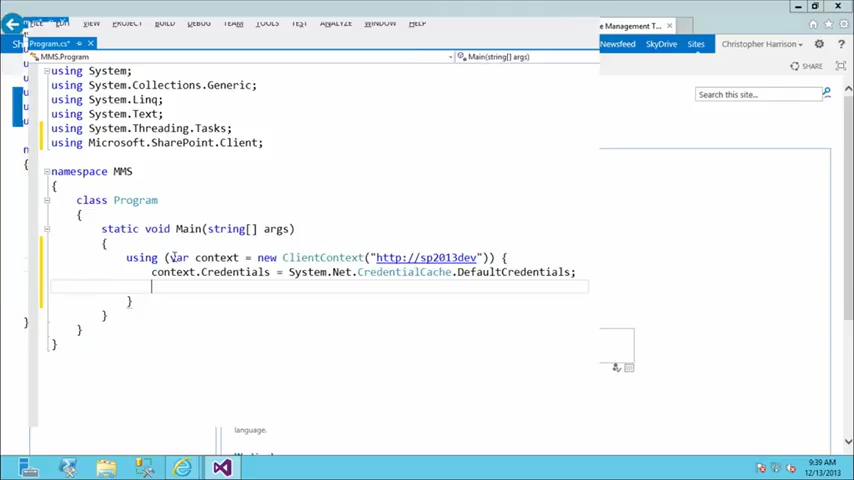 FILE EDIT VIEW PROJECT BUILD DEBUG TEAM TOOLS TEST ANALYZE WINDOW HELP
e Management T...
Program.cs*
Newsfeed SkyDrive Sites Christopher Harrison
MMS.Program Main(string[] args)
SHARE
Search this site...
using System;
using System.Collections.Generic;
using System.Linq;
using System.Text;
using System.Threading.Tasks;
using Microsoft.SharePoint.Client;
namespace MMS
{
class Program
{
static void Main(string[] args)
{
using (var context = new ClientContext("http://sp2013dev")) {
context.Credentials = System.Net.CredentialCache.DefaultCredentials;
}
}
}
}
language.
9:39 AM
12/13/2013